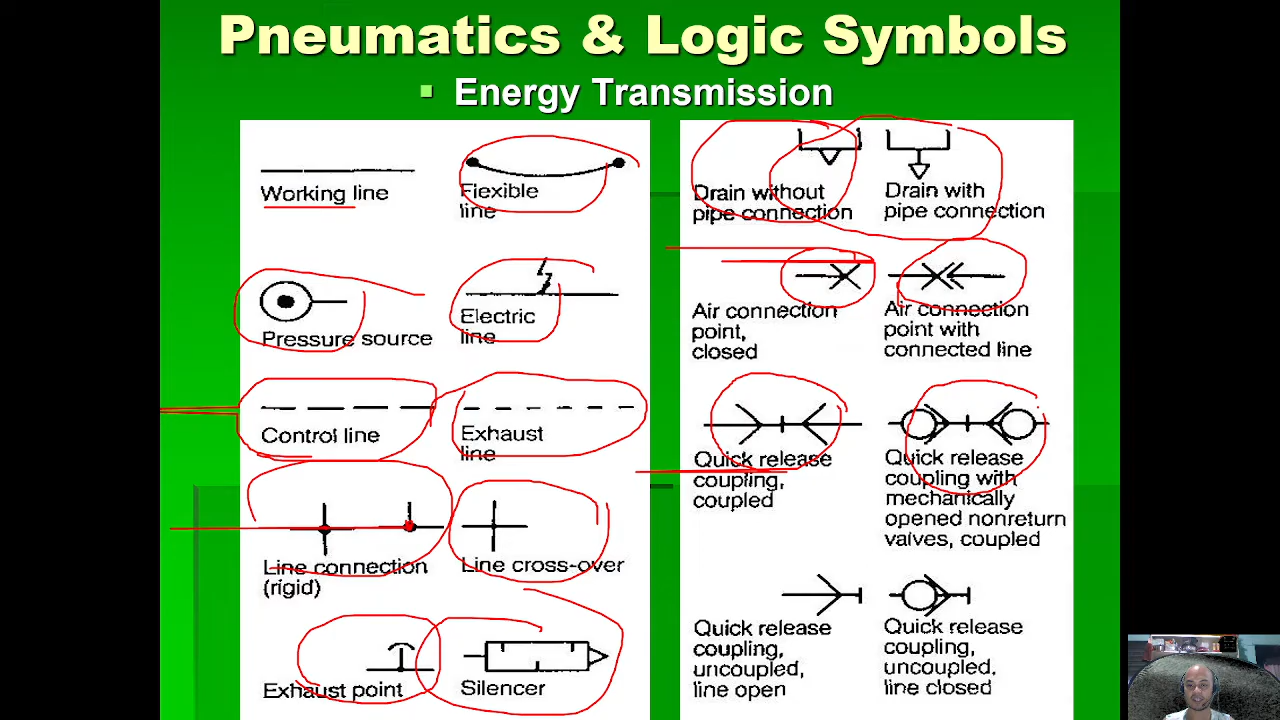 Pneumatics & Logic Symbols
Energy Transmission
Working line
Flexible
line
Pressure source
Electric
line
Control line
Exhaust
line
Line connection
(rigid)
Line cross-over
Exhaust point
Silencer
Drain without
pipe connection
Drain with
pipe connection
Air connection
point,
closed
Air connection
point with
connected line
Quick release
coupling,
coupled
Quick release
coupling with
mechanically
opened nonreturn
valves, coupled
Quick release
coupling,
uncoupled,
line open
Quick release
coupling,
uncoupled,
line closed